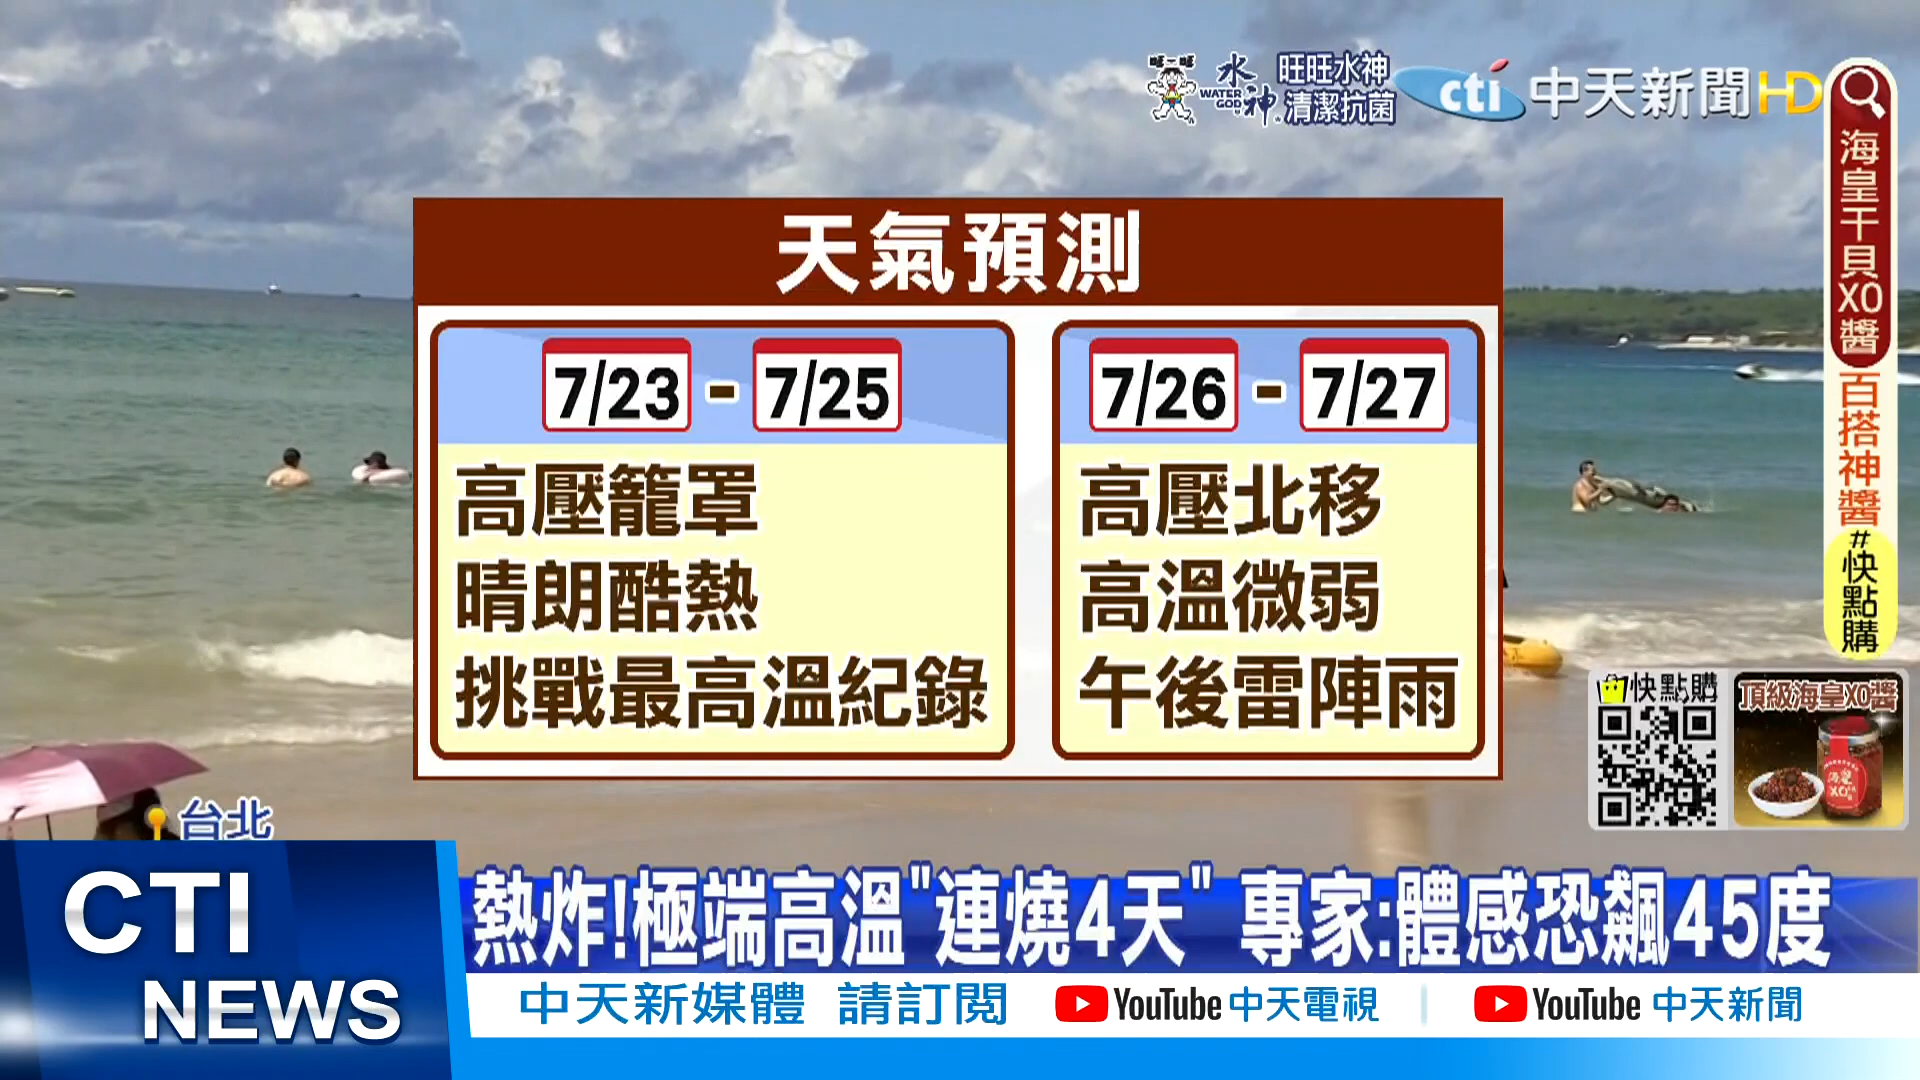 旺旺水神
WATER GOD
水神
清潔抗菌
cti 中天新聞HD
海皇干貝XO醬
百搭神醬
#快點購
天氣預測
7/23 - 7/25
高壓籠罩
晴朗酷熱
挑戰最高溫紀錄
7/26 - 7/27
高壓北移
高溫微弱
午後雷陣雨
快點購
頂級海皇XO醬
台北
CTI
NEWS
熱炸!極端高溫"連燒4天" 專家:體感恐飆45度
中天新媒體 請訂閱 YouTube 中天電視 | YouTube 中天新聞